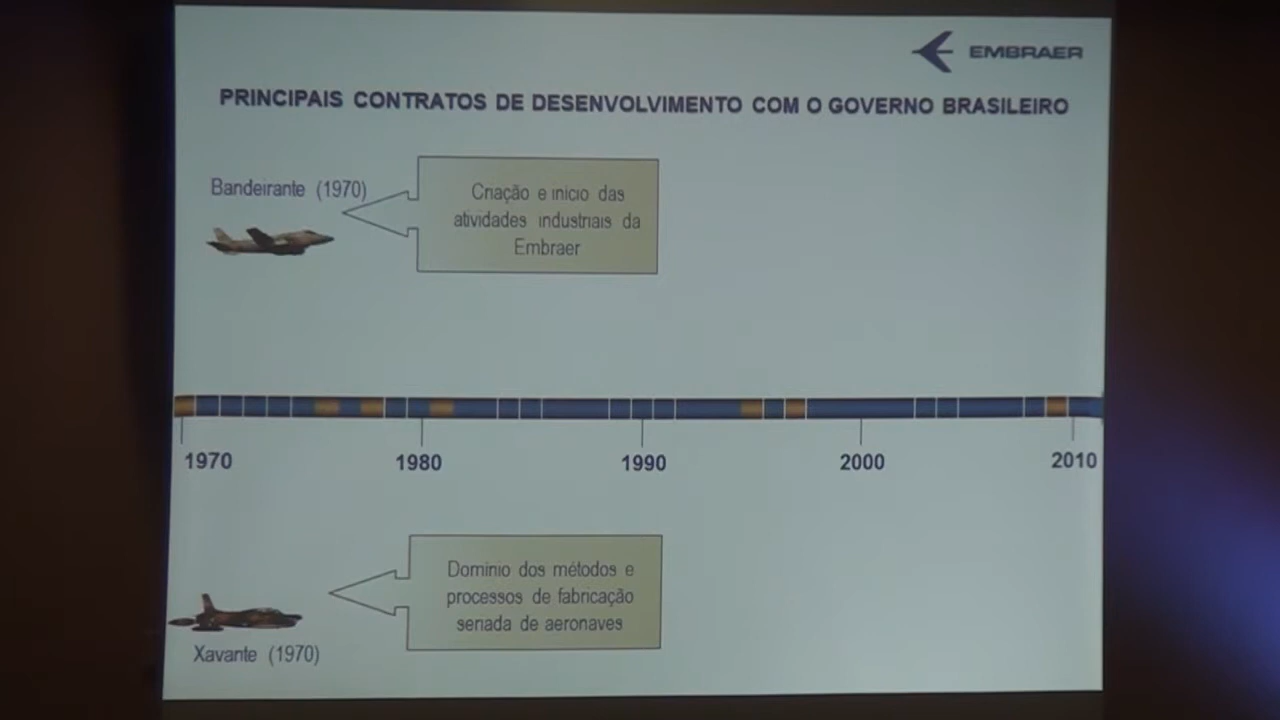 EMBRAER
PRINCIPAIS CONTRATOS DE DESENVOLVIMENTO COM O GOVERNO BRASILEIRO
Bandeirante (1970)
Criação e início das
atividades industriais da
Embraer
1970
1980
1990
2000
2010
Domínio dos métodos e
processos de fabricação
seriada de aeronaves
Xavante (1970)